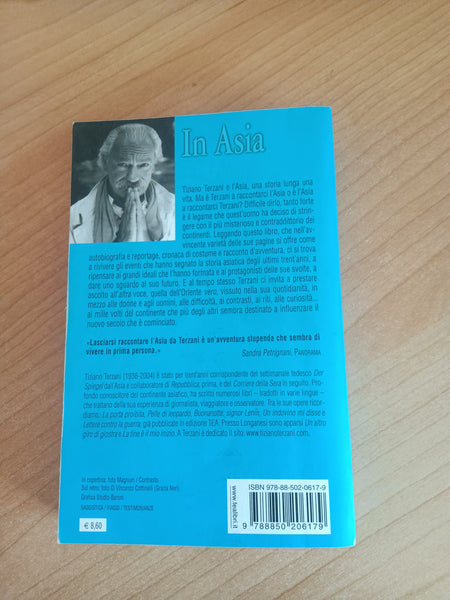 In Asia
Tiziano Terzani e l'Asia, una storia lunga una
vita. Ma è Terzani a raccontarci l'Asia o è l'Asia
a raccontarci Terzani? Difficile dirlo, tanto forte
è il legame che quest'uomo ha deciso di strin-
gere con il più misterioso e contraddittorio dei
continenti. Leggendo questo libro, che nell'av-
vincente varietà delle sue pagine si offre come
autobiografia e reportage, cronaca di costume e racconto d'avventura, ci si trova
a rivivere gli eventi che hanno segnato la storia asiatica degli ultimi trent'anni, a
ripensare ai grandi ideali che l'hanno formata e ai protagonisti delle sue svolte, a
dare uno sguardo al suo domani. E al tempo stesso Terzani ci invita a prestare
ascolto all'altra voce, quella dell'Oriente vero, vissuto nella sua quotidianità, in
mezzo alle donne e agli uomini, alle difficoltà, ai contrasti, ai riti, alle curiosità...
ai mille volti del continente che più degli altri sembra destinato a influenzare il
nuovo secolo che è cominciato.
«Lasciarsi raccontare l'Asia da Terzani è un'avventura stupenda che sembra di
vivere in prima persona.»
Sandra Petrignani, PANORAMA
Tiziano Terzani (1938-2004) è stato per trent'anni corrispondente del settimanale tedesco Der
Spiegel dall'Asia e collaboratore di Repubblica, prima, e del Corriere della Sera in seguito. Profon-
do conoscitore del continente asiatico, ha scritto numerosi libri – tradotti in varie lingue –
che trattano della sua esperienza di giornalista, viaggiatore e osservatore. Tra le sue opere ricor-
diamo: La porta proibita, Pelle di leopardo, Buonanotte, signor Lenin, Un indovino mi disse e
Lettere contro la guerra, già pubblicate in edizione TEA. Presso Longanesi sono apparsi Un altro
giro di giostra e La fine è il mio inizio. A Terzani è dedicato il sito: www.tizianoterzani.com.
In copertina: foto Magnum / Contrasto
Sul retro: foto di Vincenzo Cottinelli (Grazia Neri)
Grafica Studio Baroni
SAGGISTICA / VIAGGI / TESTIMONIANZE
€ 8,60
www.tealibri.it
ISBN 978-88-502-0617-9
9 788850 206179